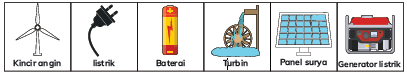 Kincir angin
listrik
Baterai
Turbin
Panel surya
Generator listrik